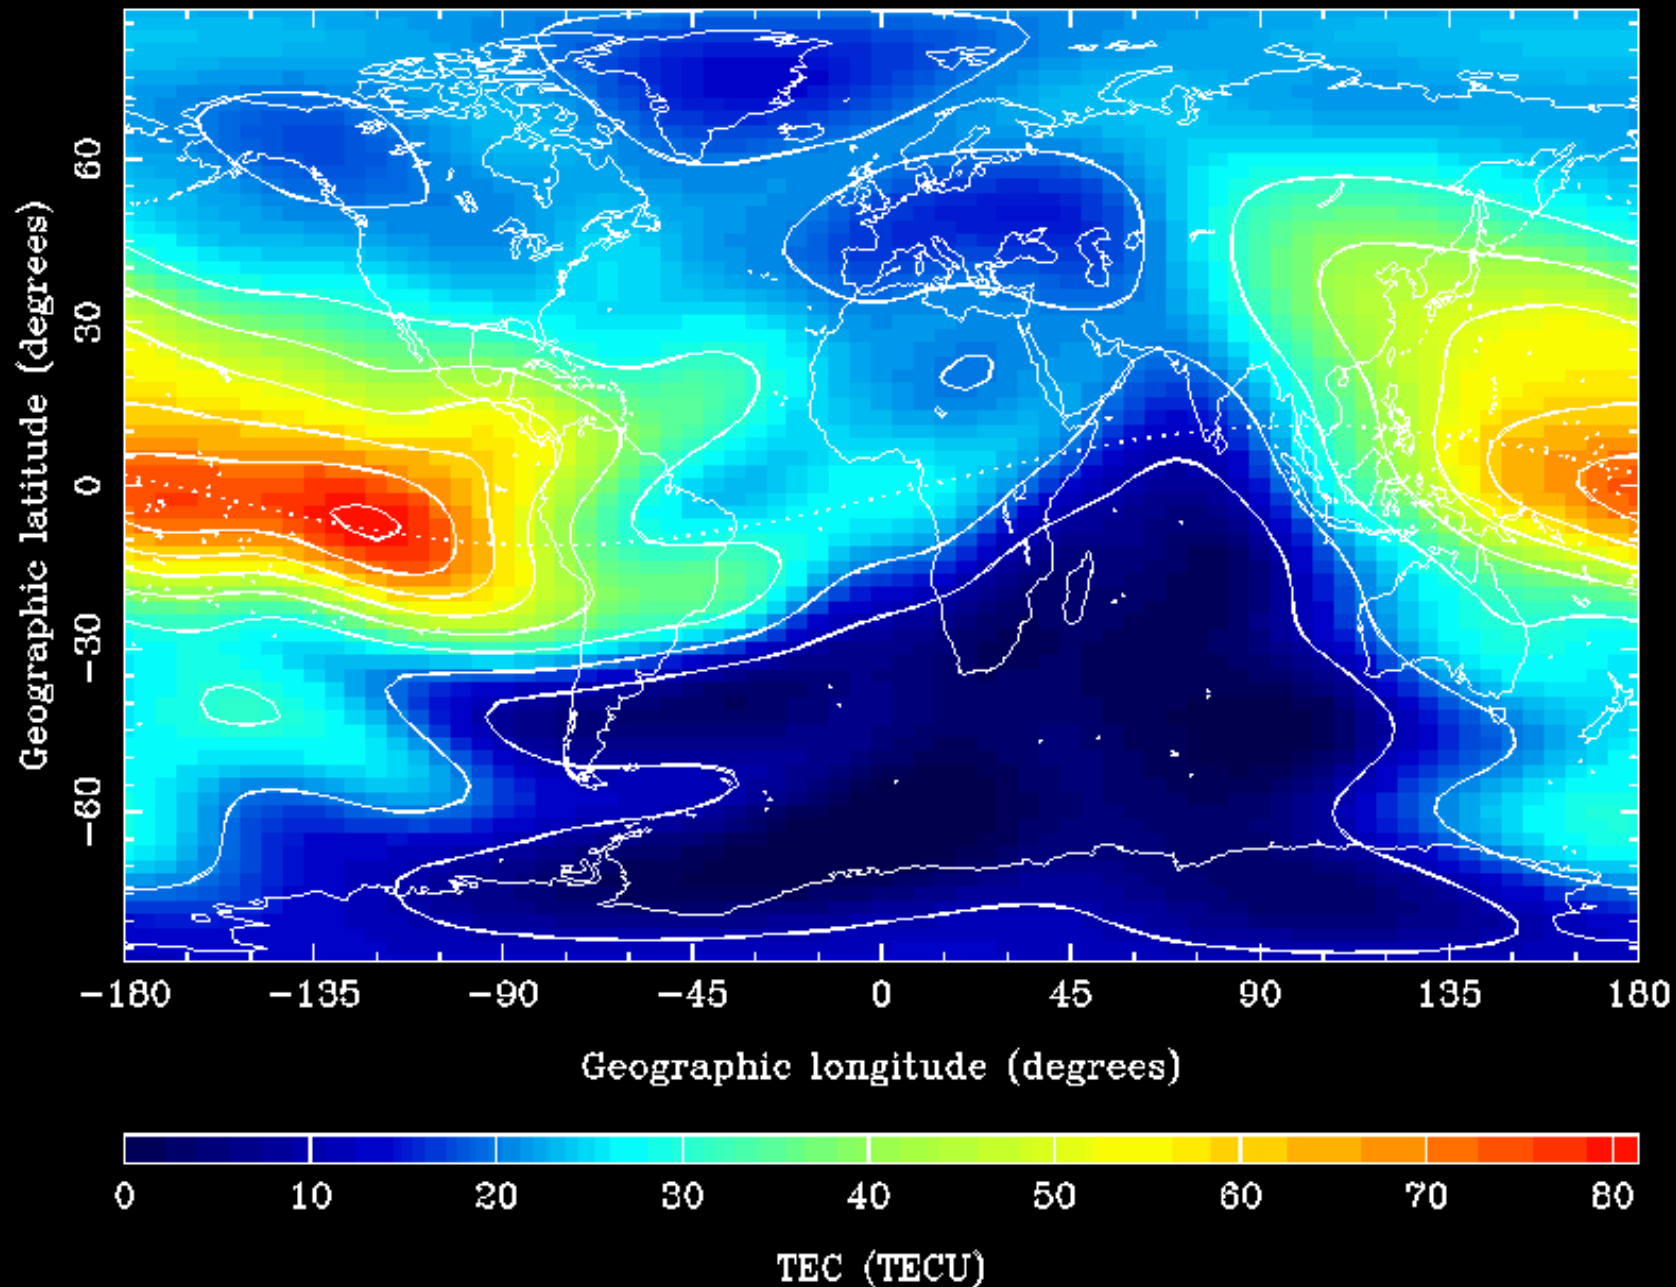 Geographic latitude (degrees)
60
30
0
−30
−60
−180 −135 −90 −45 0 45 90 135 180
Geographic longitude (degrees)
0 10 20 30 40 50 60 70 80
TEC (TECU)